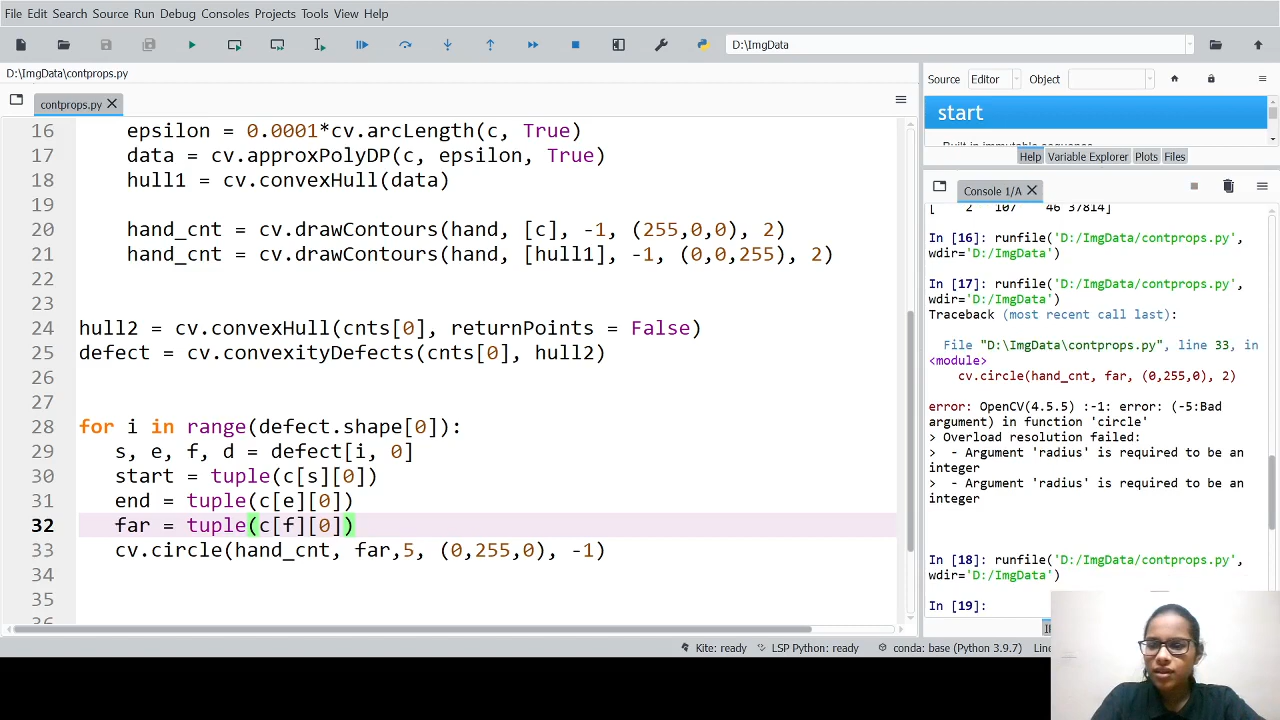 File Edit Search Source Run Debug Consoles Projects Tools View Help
D:\ImgData
D:\ImgData\contprops.py
contprops.py
16 epsilon = 0.0001*cv.arcLength(c, True)
17 data = cv.approxPolyDP(c, epsilon, True)
18 hull1 = cv.convexHull(data)
19
20 hand_cnt = cv.drawContours(hand, [c], -1, (255,0,0), 2)
21 hand_cnt = cv.drawContours(hand, [hull1], -1, (0,0,255), 2)
22
23
24 hull2 = cv.convexHull(cnts[0], returnPoints = False)
25 defect = cv.convexityDefects(cnts[0], hull2)
26
27
28 for i in range(defect.shape[0]):
29 s, e, f, d = defect[i, 0]
30 start = tuple(c[s][0])
31 end = tuple(c[e][0])
32 far = tuple(c[f][0])
33 cv.circle(hand_cnt, far,5, (0,255,0), -1)
34
35
36
Source Editor Object
start
Built-in immutable sequence
Help Variable Explorer Plots Files
Console 1/A
[ 2 107 46 37814]
In [16]: runfile('D:/ImgData/contprops.py',
wdir='D:/ImgData')
In [17]: runfile('D:/ImgData/contprops.py',
wdir='D:/ImgData')
Traceback (most recent call last):
File "D:\ImgData\contprops.py", line 33, in
<module>
cv.circle(hand_cnt, far, (0,255,0), 2)
error: OpenCV(4.5.5) :-1: error: (-5:Bad
argument) in function 'circle'
> Overload resolution failed:
> - Argument 'radius' is required to be an
integer
> - Argument 'radius' is required to be an
integer
In [18]: runfile('D:/ImgData/contprops.py',
wdir='D:/ImgData')
In [19]:
Kite: ready LSP Python: ready conda: base (Python 3.9.7)